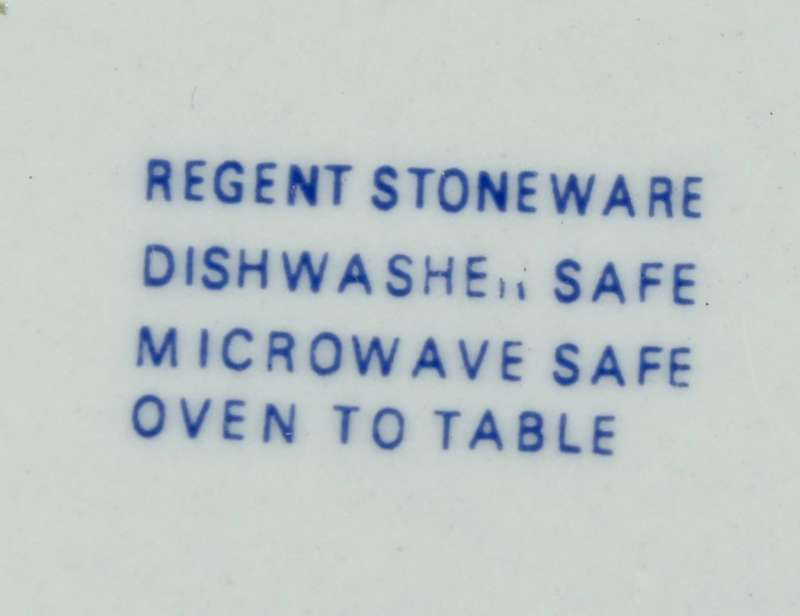 REGENT STONEWARE
DISHWASHER SAFE
MICROWAVE SAFE
OVEN TO TABLE